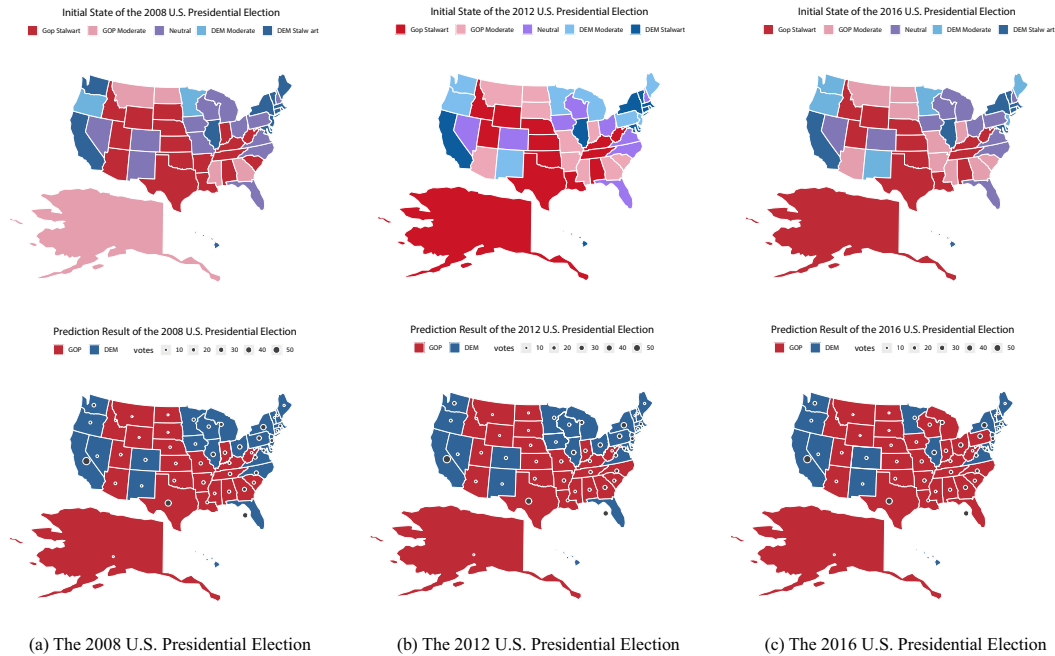 Initial State of the 2008 U.S. Presidential Election
Gop Stalwart GOP Moderate Neutral DEM Moderate DEM Stalw art
Initial State of the 2012 U.S. Presidential Election
Gop Stalwart GOP Moderate Neutral DEM Moderate DEM Stalwart
Initial State of the 2016 U.S. Presidential Election
Gop Stalwart GOP Moderate Neutral DEM Moderate DEM Stalw art
Prediction Result of the 2008 U.S. Presidential Election
GOP DEM votes 10 20 30 40 50
Prediction Result of the 2012 U.S. Presidential Election
GOP DEM votes 10 20 30 40 50
Prediction Result of the 2016 U.S. Presidential Election
GOP DEM votes 10 20 30 40 50
(a) The 2008 U.S. Presidential Election
(b) The 2012 U.S. Presidential Election
(c) The 2016 U.S. Presidential Election